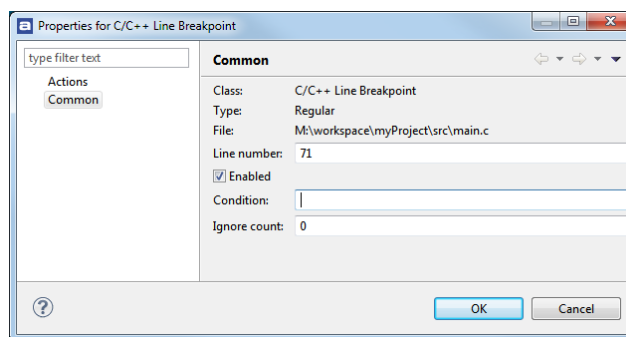 a Properties for C/C++ Line Breakpoint
type filter text
Actions
Common
Common
Class: C/C++ Line Breakpoint
Type: Regular
File: M:\workspace\myProject\src\main.c
Line number: 71
Enabled
Condition:
Ignore count: 0
? OK Cancel